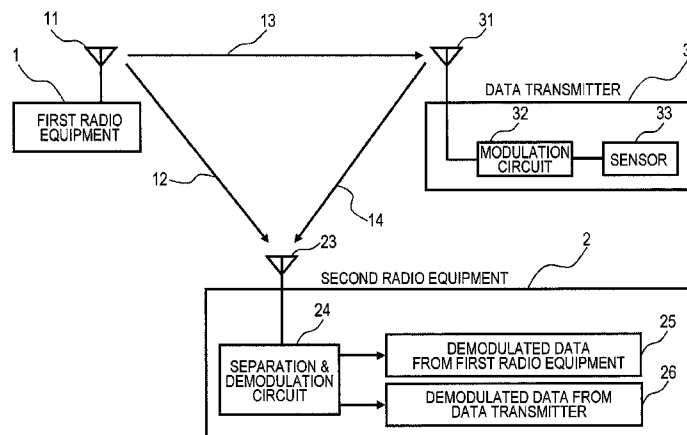 11
13
31
1
3
DATA TRANSMITTER
FIRST RADIO
EQUIPMENT
32
33
MODULATION
CIRCUIT
SENSOR
12
14
23
2
SECOND RADIO EQUIPMENT
24
25
SEPARATION &
DEMODULATION
CIRCUIT
DEMODULATED DATA
FROM FIRST RADIO EQUIPMENT
26
DEMODULATED DATA FROM
DATA TRANSMITTER